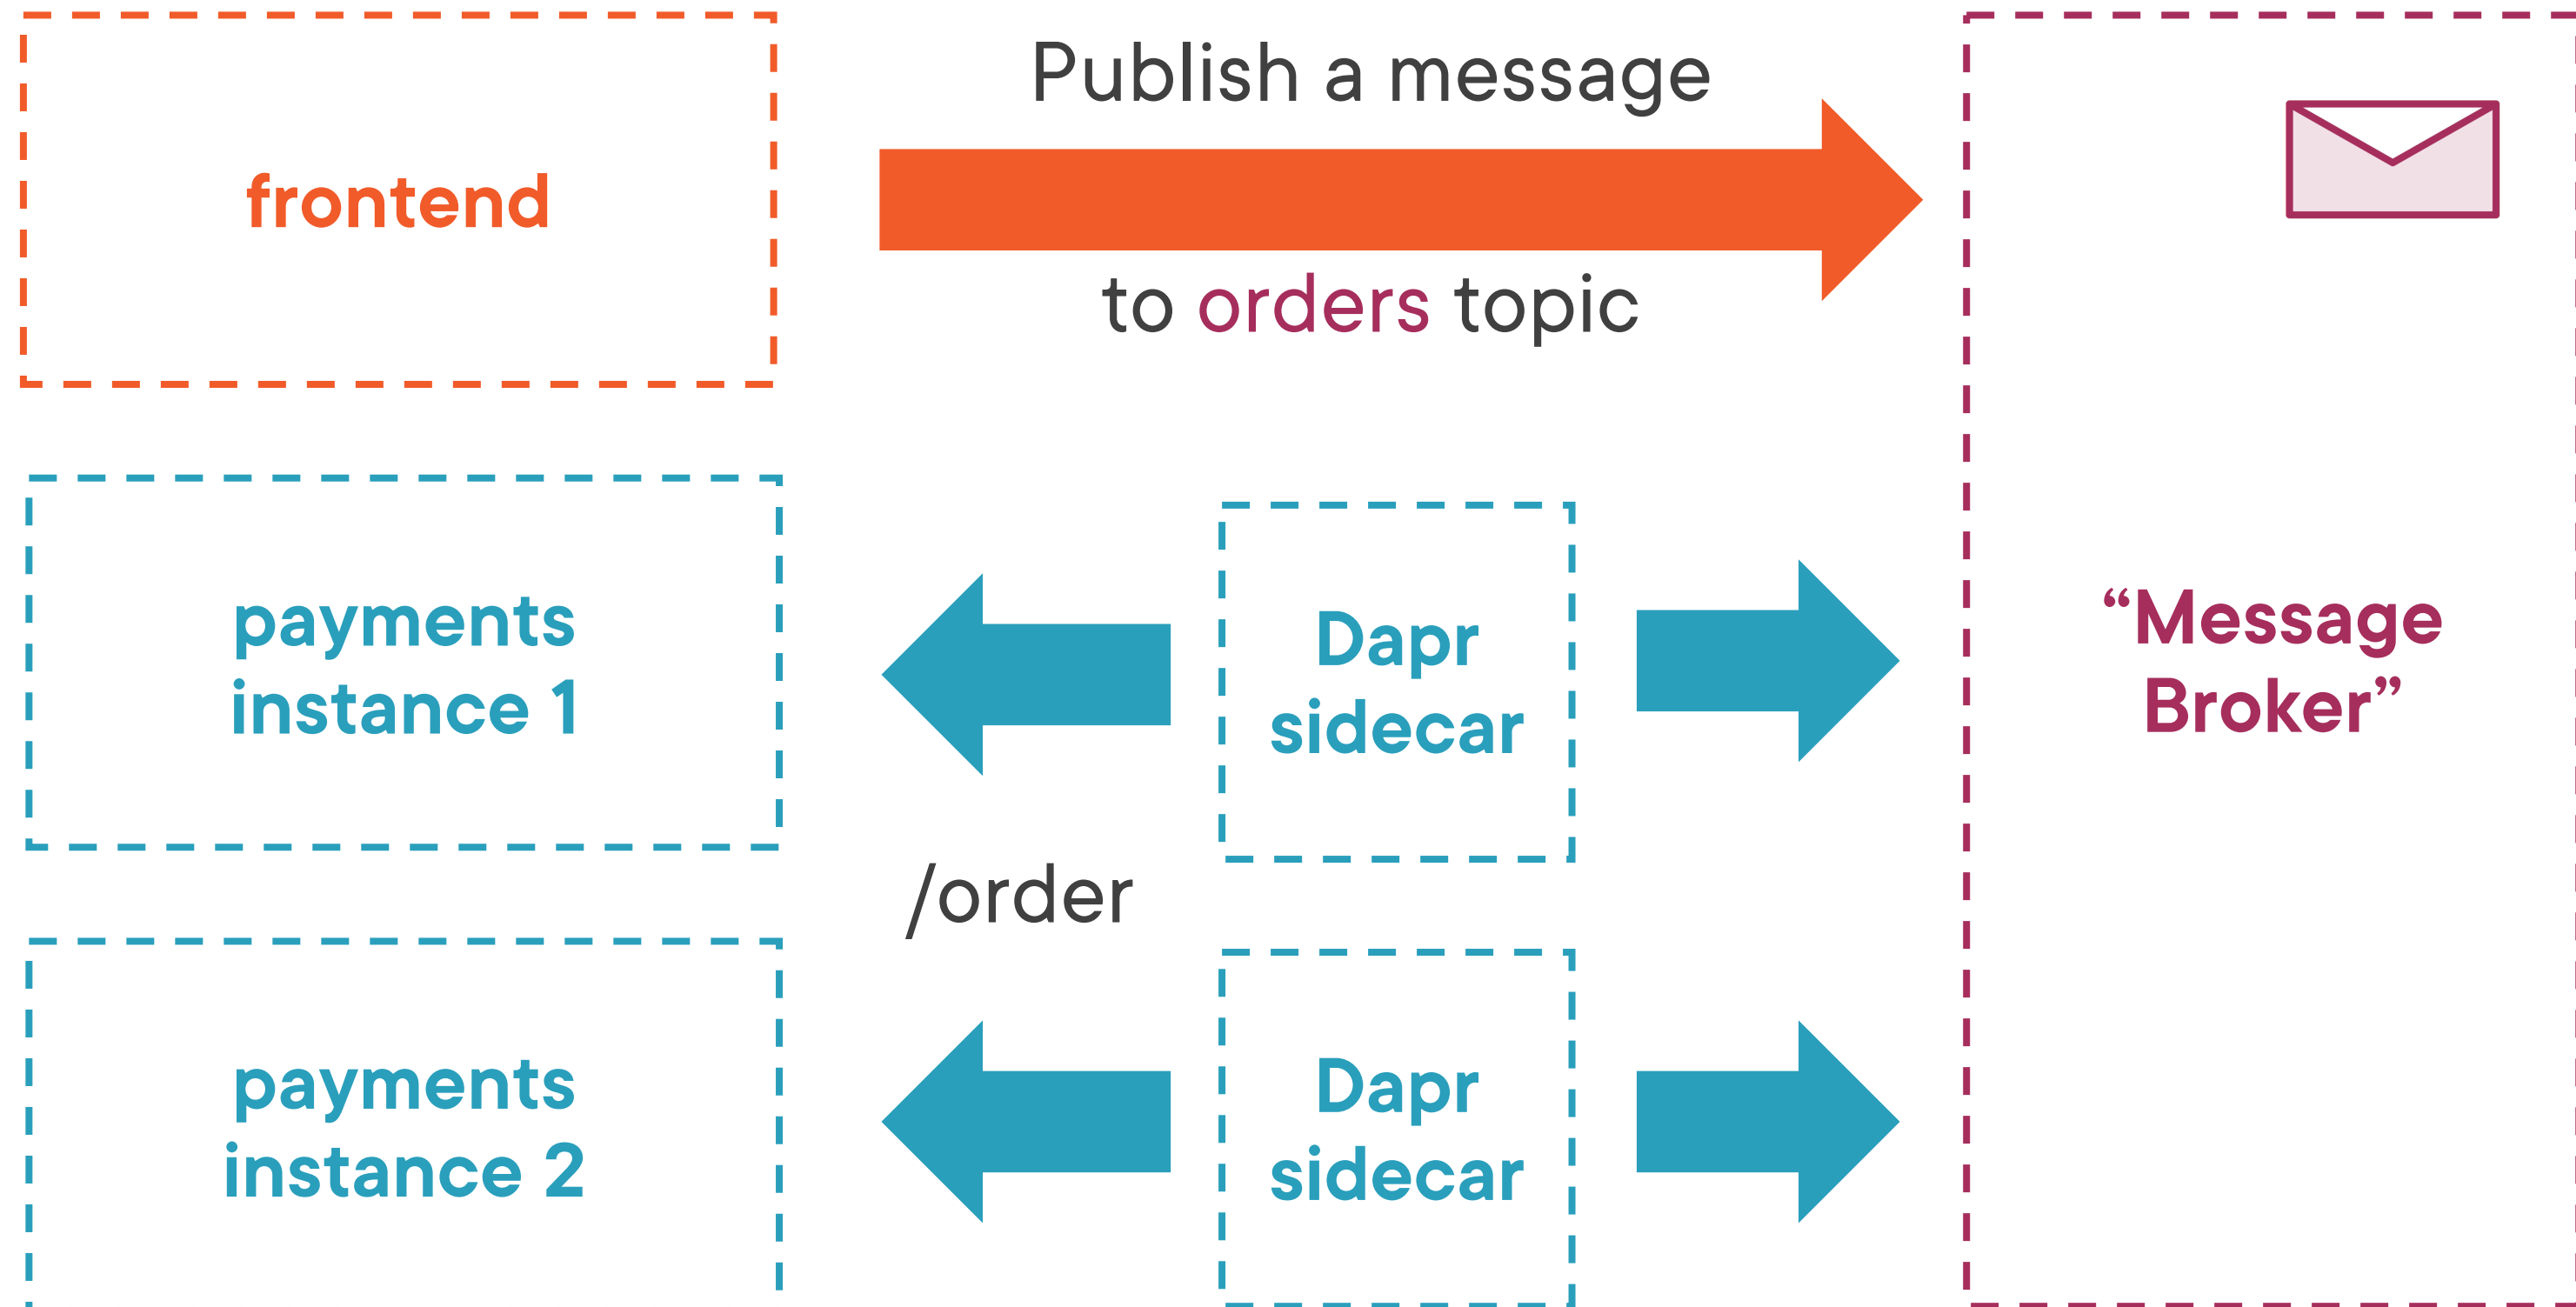 frontend
Publish a message
to orders topic
payments
instance 1
Dapr
sidecar
“Message
Broker”
/order
payments
instance 2
Dapr
sidecar